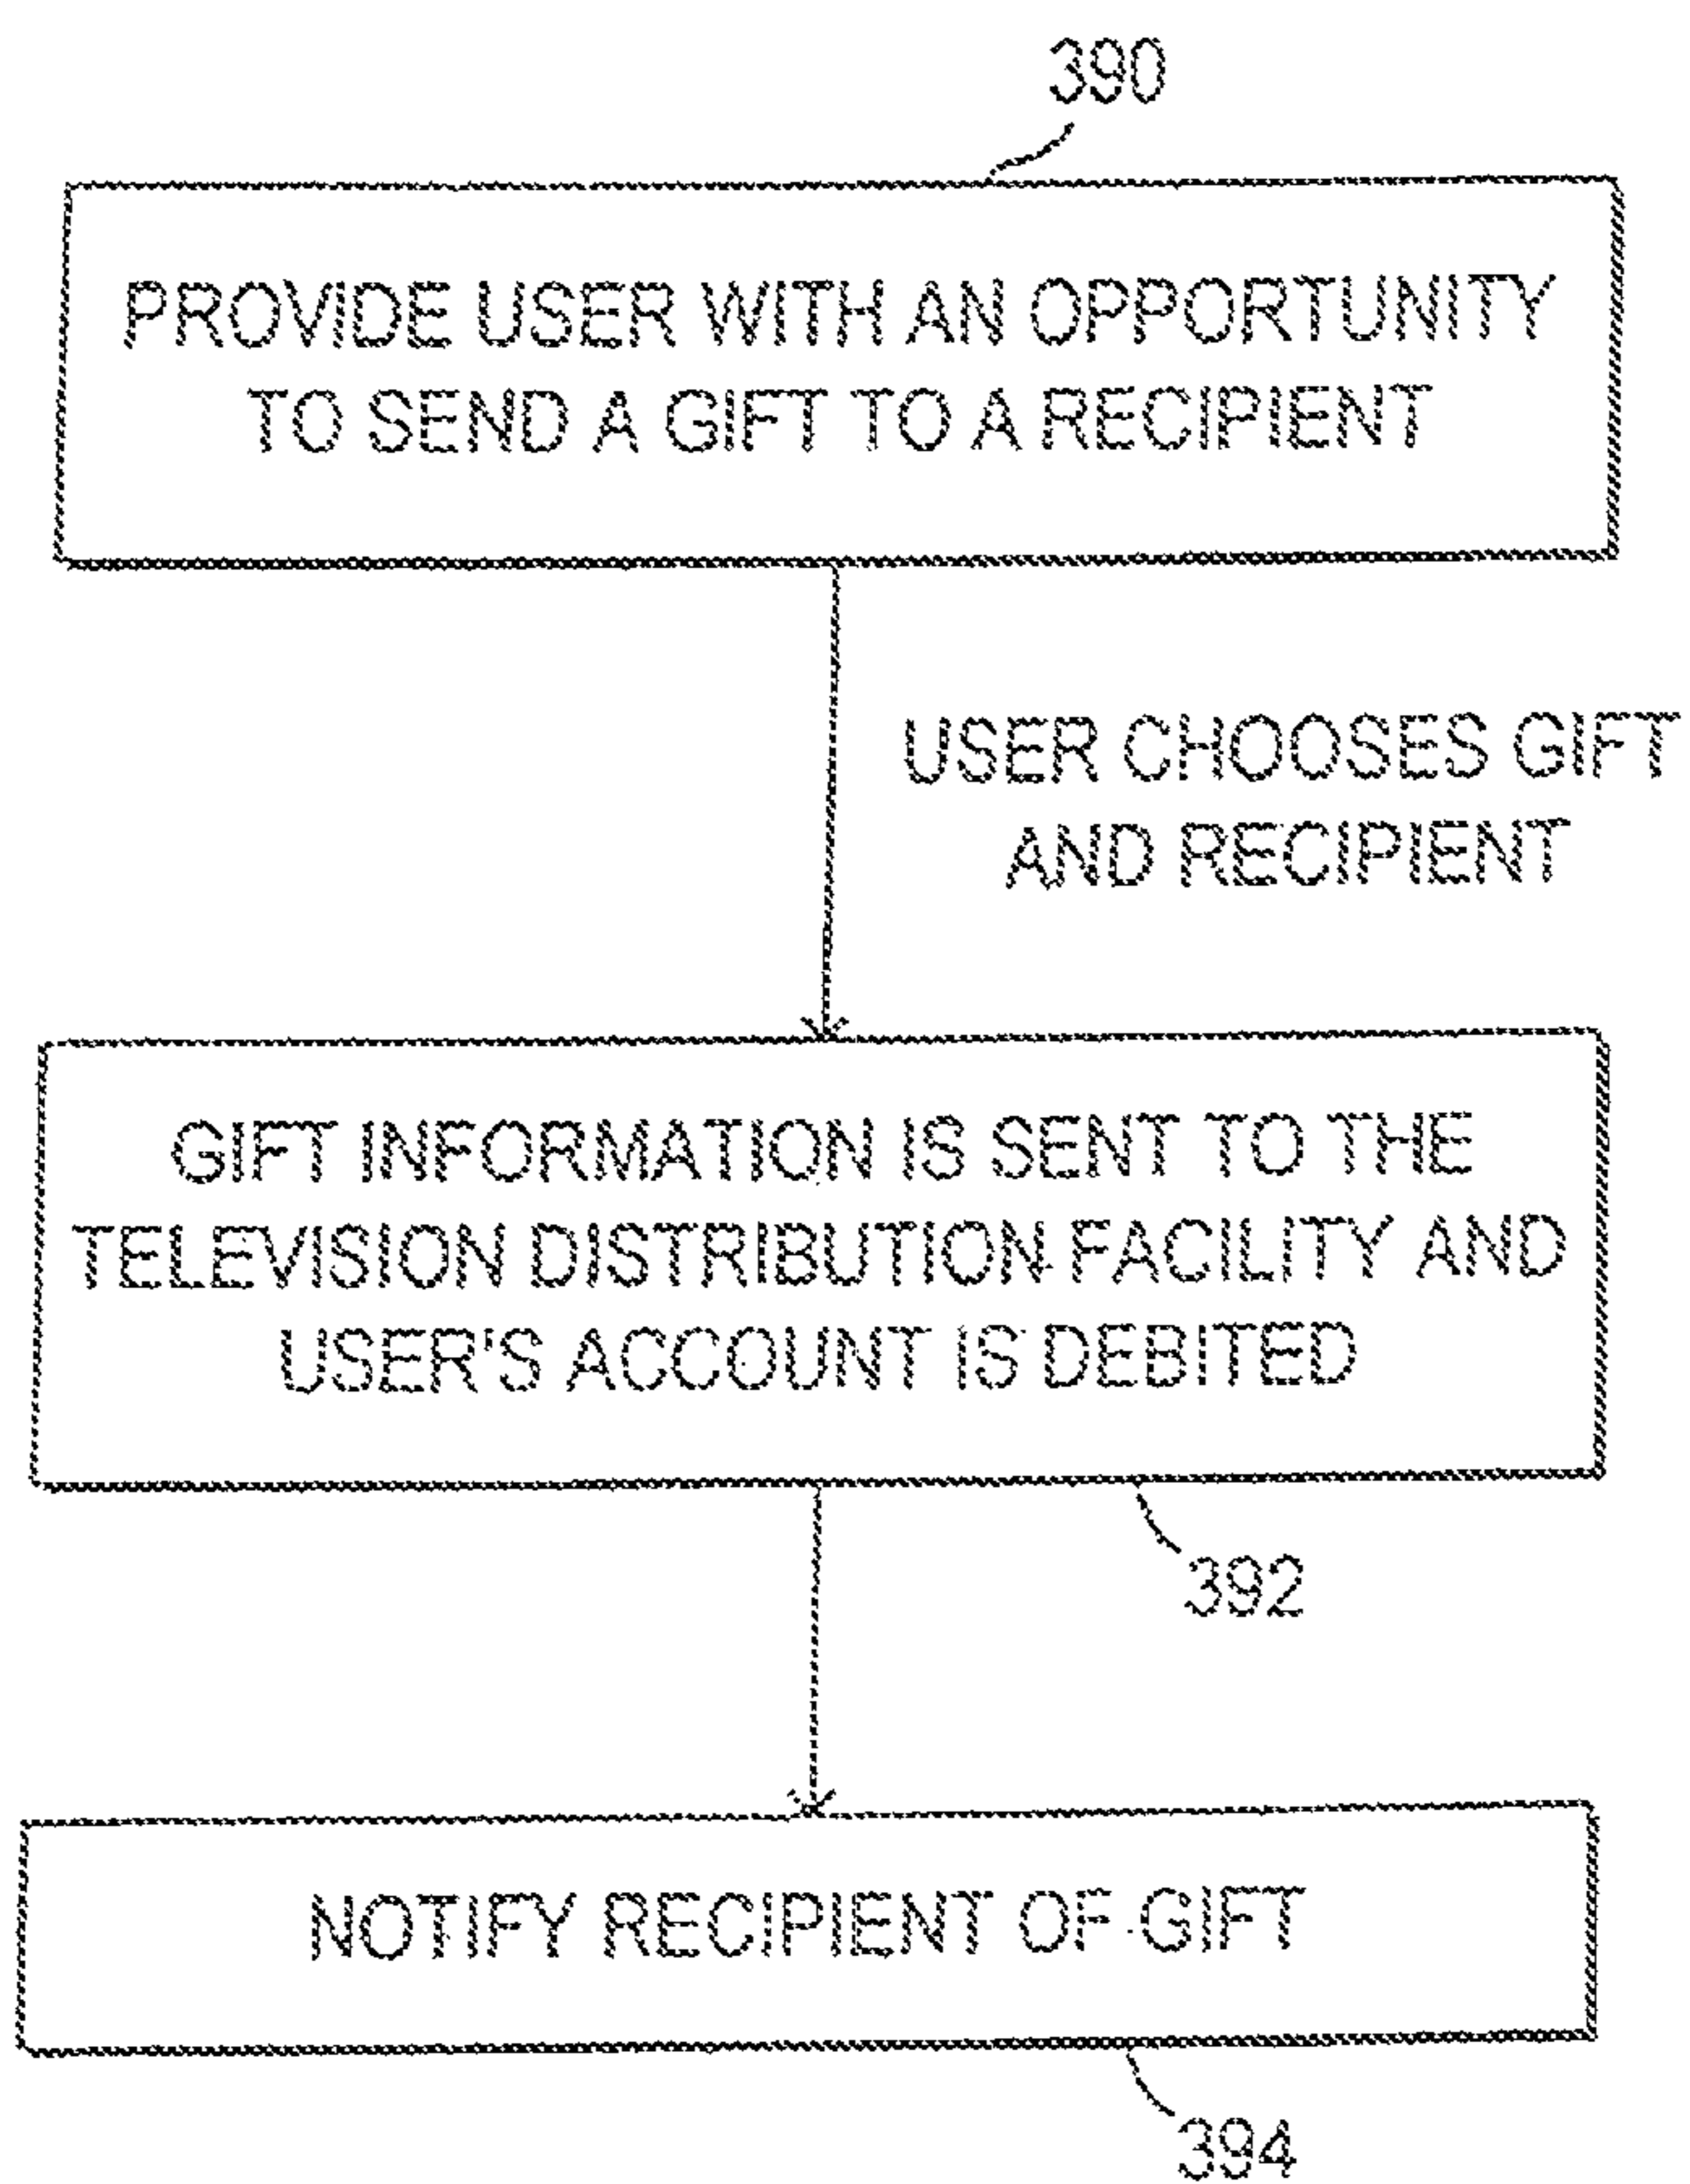 390
PROVIDE USER WITH AN OPPORTUNITY
TO SEND A GIFT TO A RECIPIENT
USER CHOOSES GIFT
AND RECIPIENT
GIFT INFORMATION IS SENT TO THE
TELEVISION DISTRIBUTION FACILITY AND
USER'S ACCOUNT IS DEBITED
392
NOTIFY RECIPIENT OF GIFT
394